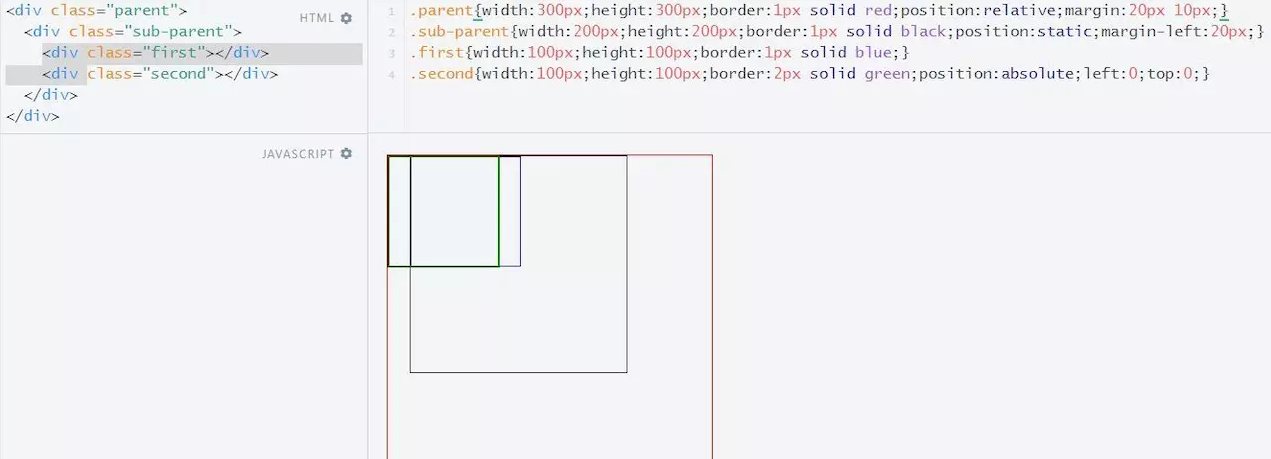 <div class="parent">
HTML
<div class="sub-parent">
<div class="first"></div>
<div class="second"></div>
</div>
</div>
1 .parent{width:300px;height:300px;border:1px solid red;position:relative;margin:20px 10px;}
2 .sub-parent{width:200px;height:200px;border:1px solid black;position:static;margin-left:20px;}
3 .first{width:100px;height:100px;border:1px solid blue;}
4 .second{width:100px;height:100px;border:2px solid green;position:absolute;left:0;top:0;}
JAVASCRIPT